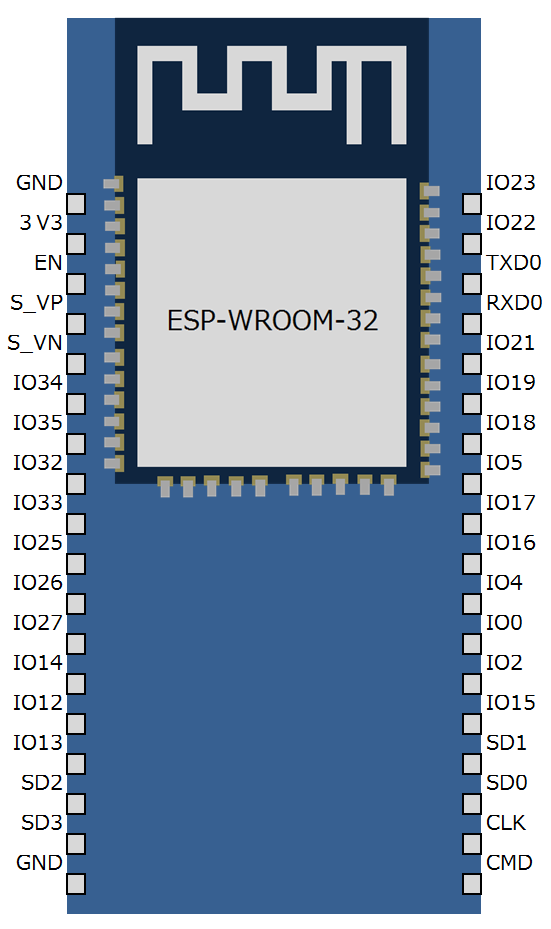 GND
3V3
EN
S_VP
S_VN
IO34
IO35
IO32
IO33
IO25
IO26
IO27
IO14
IO12
IO13
SD2
SD3
GND
ESP-WROOM-32
IO23
IO22
TXD0
RXD0
IO21
IO19
IO18
IO5
IO17
IO16
IO4
IO0
IO2
IO15
SD1
SD0
CLK
CMD